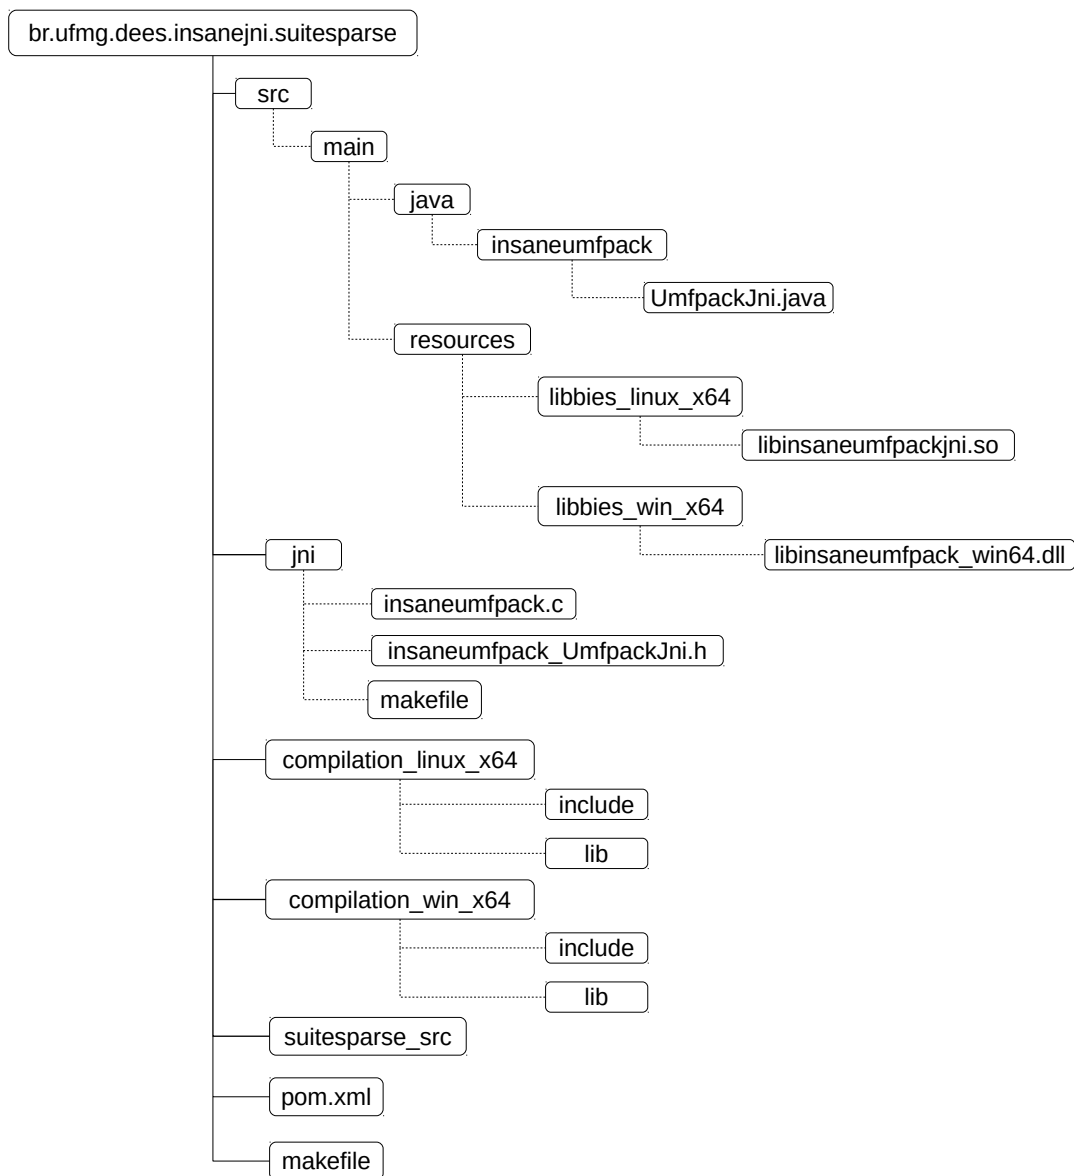 br.ufmg.dees.insanejni.suitesparse
src
main
java
insaneumfpack
UmfpackJni.java
resources
libbies_linux_x64
libinsaneumfpackjni.so
libbies_win_x64
libinsaneumfpack_win64.dll
jni
insaneumfpack.c
insaneumfpack_UmfpackJni.h
makefile
compilation_linux_x64
include
lib
compilation_win_x64
include
lib
suitesparse_src
pom.xml
makefile